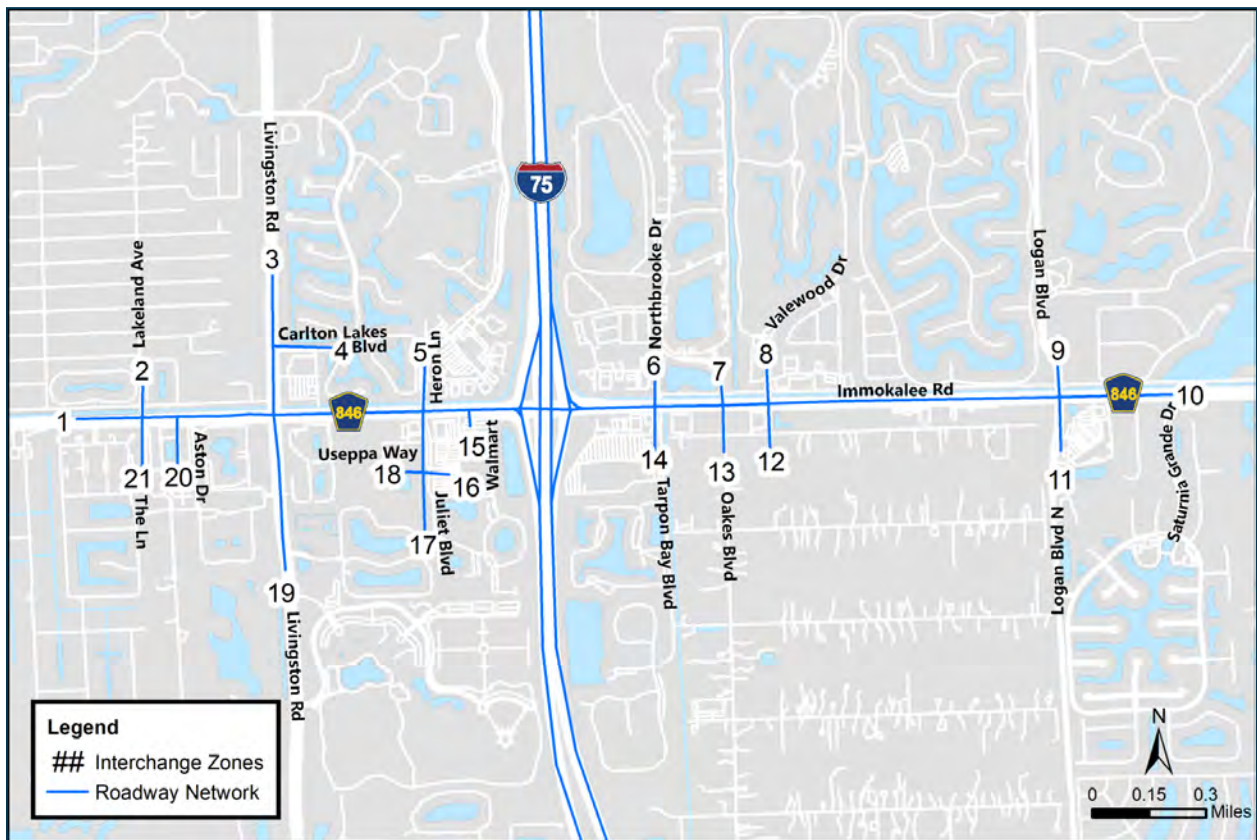 75
Livingston Rd
3
Lakeland Ave
2
Carlton Lakes
Blvd
4
5
Heron Ln
Northbrooke Dr
6
7
Valewood Dr
8
Logan Blvd
9
Immokalee Rd
846
10
1
846
Aston Dr
20
21
The Ln
Useppa Way
18
15
Walmart
16
Juliet Blvd
17
14
Tarpon Bay Blvd
13
Oakes Blvd
12
11
Logan Blvd N
Saturnia Grande Dr
19
Livingston Rd
Legend
## Interchange Zones
Roadway Network
N
0 0.15 0.3
Miles